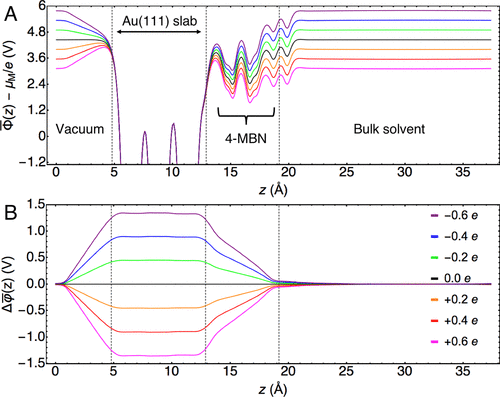 A
Φ̅(z) − μM/e (V)
6
4.8
3.6
2.4
1.2
0
−1.2
Au(111) slab
Vacuum
4-MBN
Bulk solvent
0
5
10
15
20
25
30
35
z (Å)
B
Δφ̅(z) (V)
1.5
1.0
0.5
0.0
−0.5
−1.0
−1.5
−0.6 e
−0.4 e
−0.2 e
0.0 e
+0.2 e
+0.4 e
+0.6 e
0
5
10
15
20
25
30
35
z (Å)